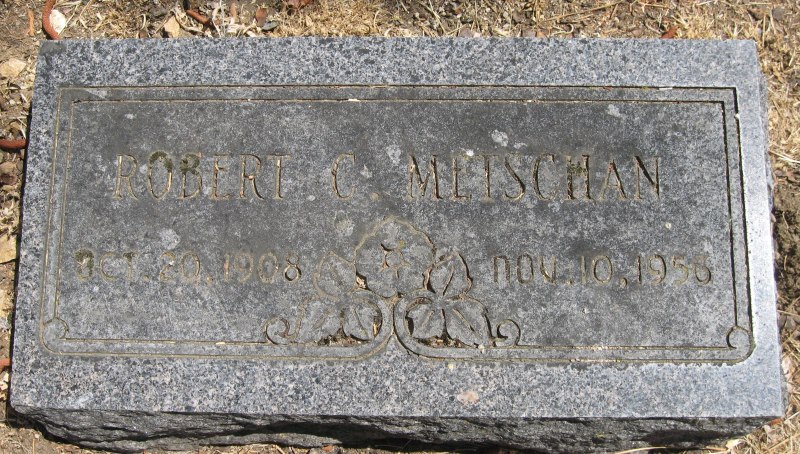 ROBERT C. METSCHAN
OCT. 20, 1908 NOV. 10, 1956